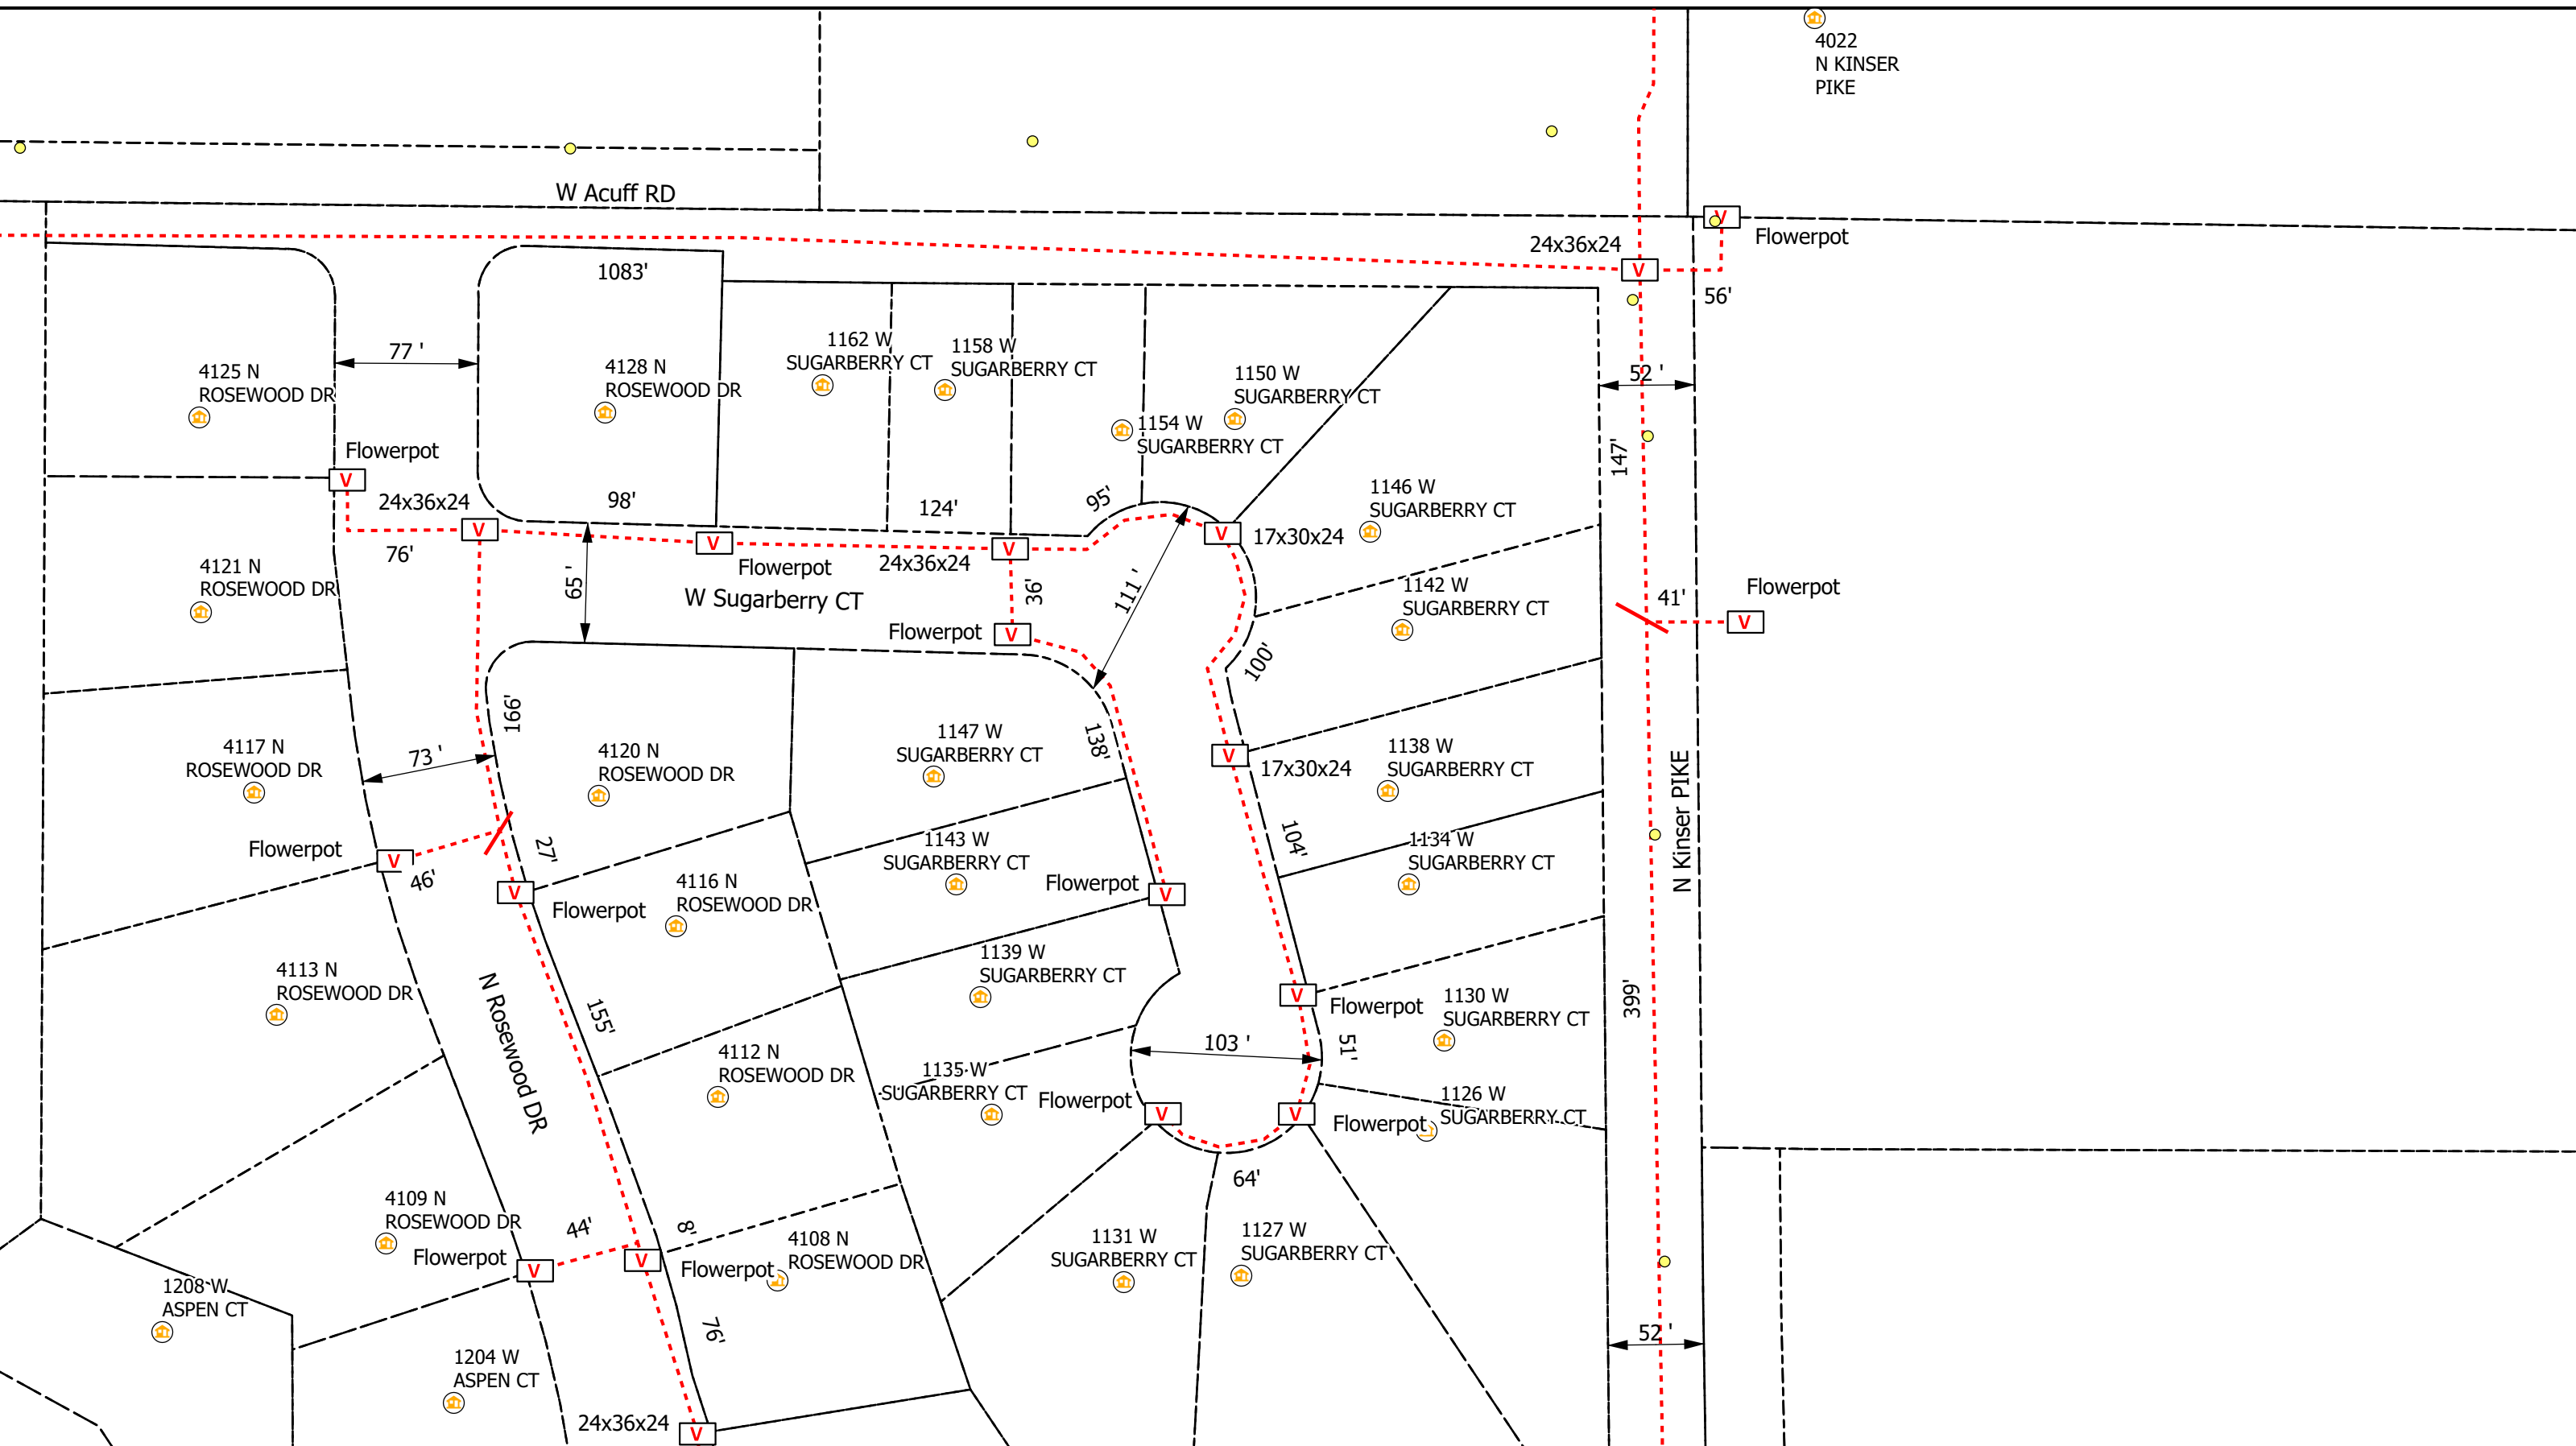 4022
N KINSER
PIKE
W Acuff RD
V
Flowerpot
24x36x24
V
1083'
56'
77 '
52 '
4125 N
ROSEWOOD DR
4128 N
ROSEWOOD DR
1162 W
SUGARBERRY CT
1158 W
SUGARBERRY CT
1150 W
SUGARBERRY CT
1154 W
SUGARBERRY CT
147'
Flowerpot
V
24x36x24
V
76'
98'
124'
95'
1146 W
SUGARBERRY CT
V
Flowerpot
24x36x24
V
V
17x30x24
4121 N
ROSEWOOD DR
65 '
W Sugarberry CT
36'
111 '
1142 W
SUGARBERRY CT
41'
Flowerpot
V
Flowerpot
V
100'
166'
138'
73 '
4117 N
ROSEWOOD DR
4120 N
ROSEWOOD DR
1147 W
SUGARBERRY CT
V
17x30x24
1138 W
SUGARBERRY CT
N Kinser PIKE
Flowerpot
V
46'
27'
1143 W
SUGARBERRY CT
104'
1134 W
SUGARBERRY CT
V
Flowerpot
4116 N
ROSEWOOD DR
Flowerpot
V
4113 N
ROSEWOOD DR
N Rosewood DR
155'
1139 W
SUGARBERRY CT
V
Flowerpot
1130 W
SUGARBERRY CT
399'
4112 N
ROSEWOOD DR
103 '
51'
1135 W
SUGARBERRY CT
Flowerpot
V
V
Flowerpot
1126 W
SUGARBERRY CT
64'
4109 N
ROSEWOOD DR
44'
8'
Flowerpot
V
V
Flowerpot
4108 N
ROSEWOOD DR
1131 W
SUGARBERRY CT
1127 W
SUGARBERRY CT
1208 W
ASPEN CT
76'
52 '
1204 W
ASPEN CT
24x36x24
V